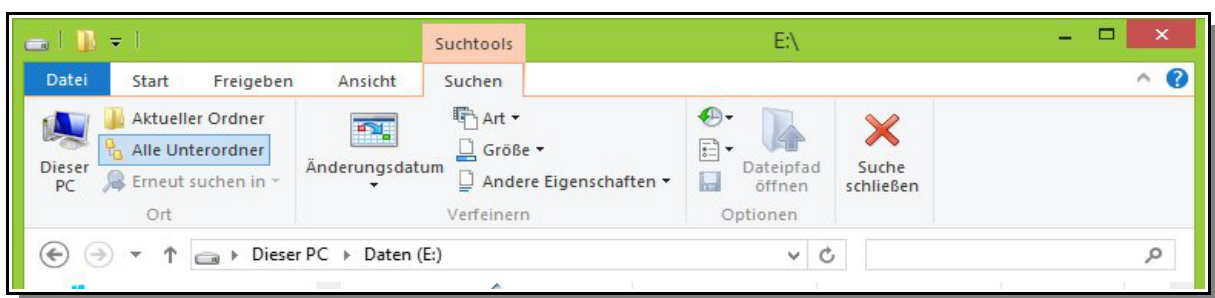 Suchtools
E:\
Datei Start Freigeben Ansicht Suchen
Dieser PC
Aktueller Ordner
Alle Unterordner
Erneut suchen in
Ort
Änderungsdatum
Art
Größe
Andere Eigenschaften
Verfeinern
Dateipfad
öffnen
Optionen
Suche
schließen
Dieser PC Daten (E:)